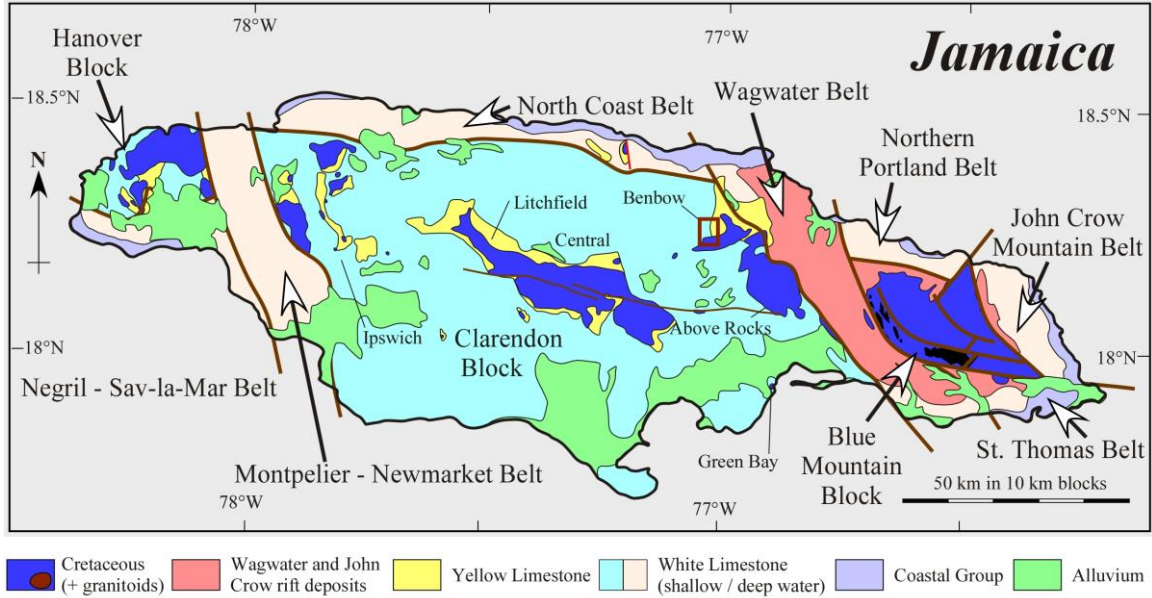 78°W
77°W
Jamaica
Hanover
Block
18.5°N
North Coast Belt
Wagwater Belt
18.5°N
Northern
Portland Belt
N
Benbow
Litchfield
Central
John Crow
Mountain Belt
Ipswich
Clarendon
Block
Above Rocks
18°N
18°N
Negril - Sav-la-Mar Belt
Montpelier - Newmarket Belt
Green Bay
Blue
Mountain
Block
St. Thomas Belt
50 km in 10 km blocks
78°W
77°W
Cretaceous
(+ granitoids)
Wagwater and John
Crow rift deposits
Yellow Limestone
White Limestone
(shallow / deep water)
Coastal Group
Alluvium